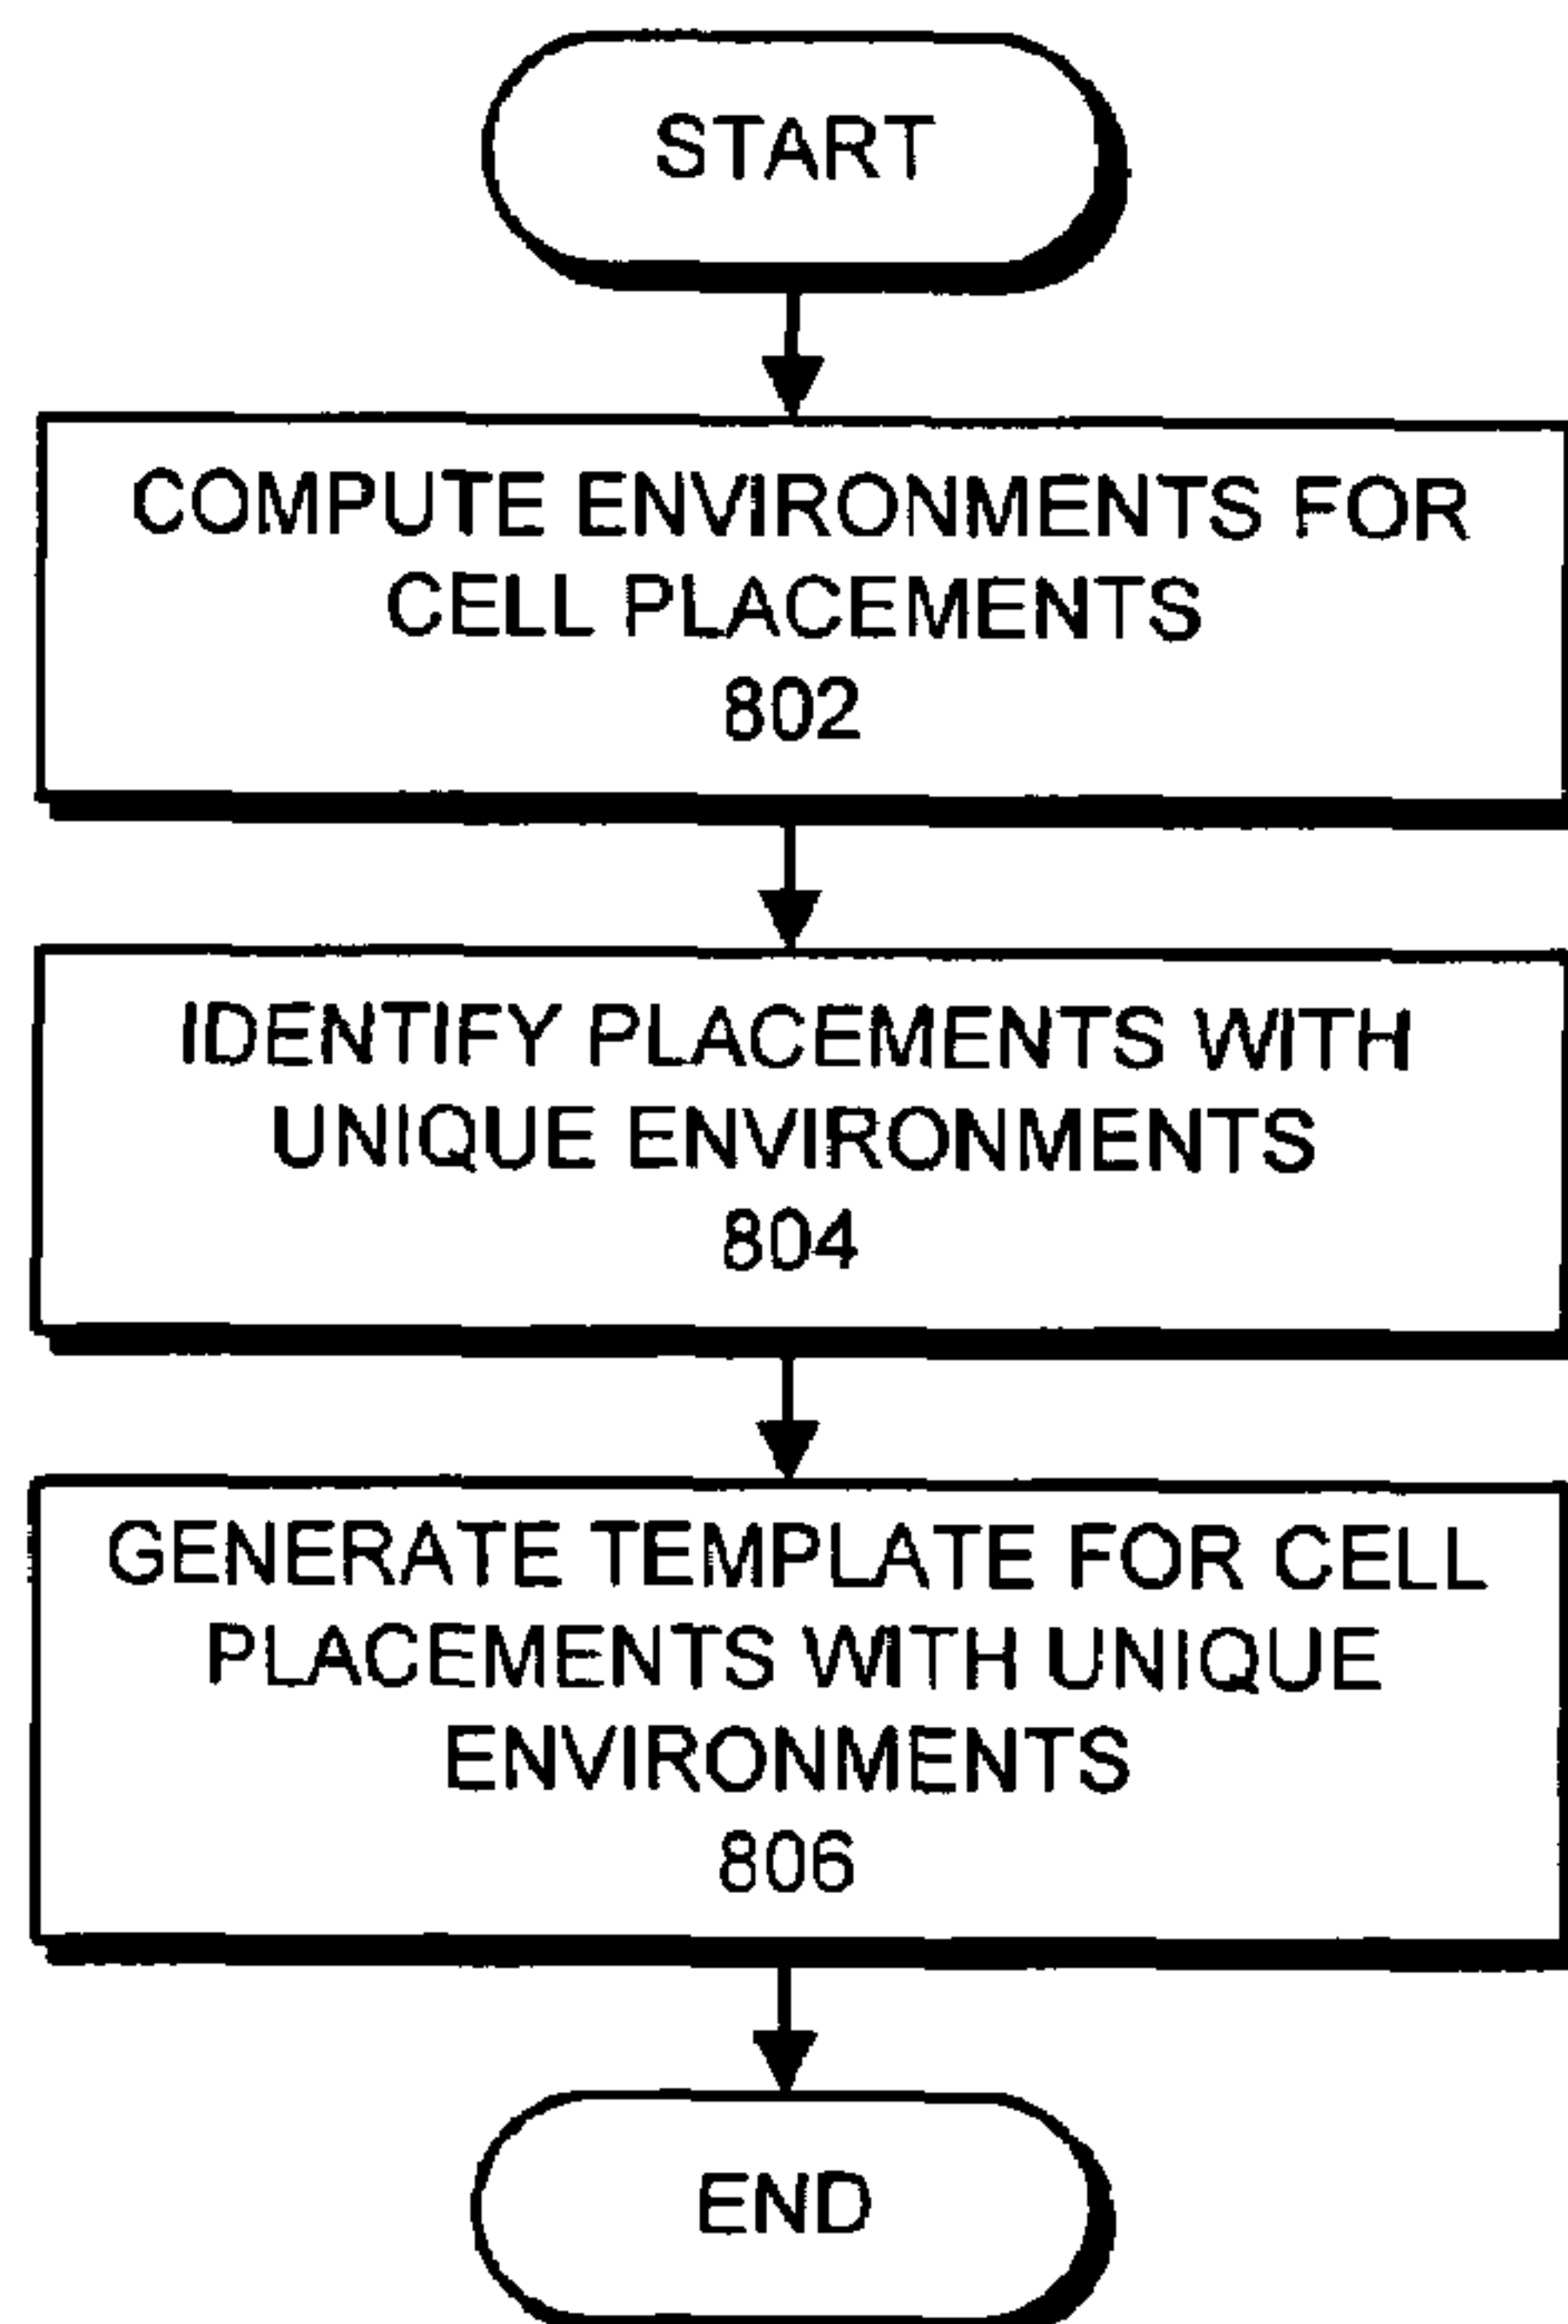 START
COMPUTE ENVIRONMENTS FOR
CELL PLACEMENTS
802
IDENTIFY PLACEMENTS WITH
UNIQUE ENVIRONMENTS
804
GENERATE TEMPLATE FOR CELL
PLACEMENTS WITH UNIQUE
ENVIRONMENTS
806
END